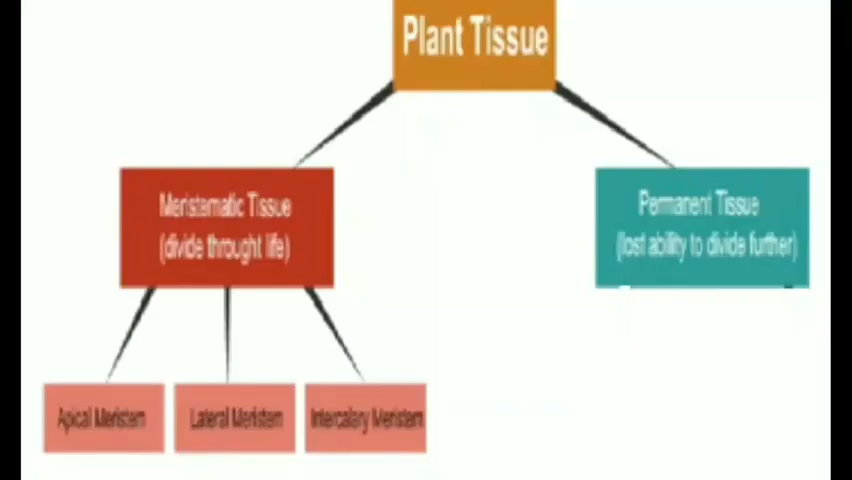 Plant Tissue
Meristematic Tissue
(divide throught life)
Permanent Tissue
(lost ability to divide further)
Apical Meristem
Lateral Meristem
Intercalary Meristem